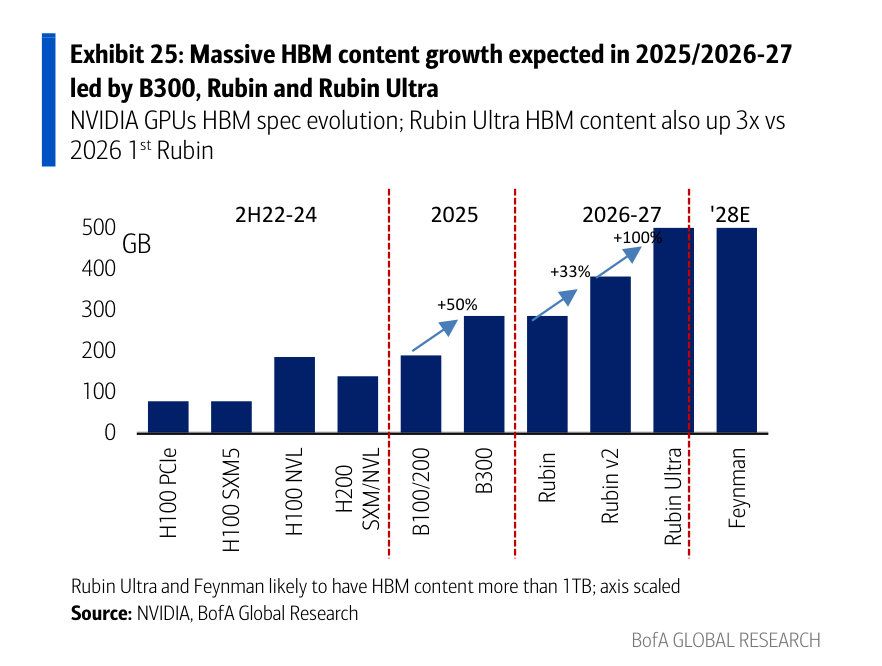 Exhibit 25: Massive HBM content growth expected in 2025/2026-27
led by B300, Rubin and Rubin Ultra
NVIDIA GPUs HBM spec evolution; Rubin Ultra HBM content also up 3x vs
2026 1st Rubin
2H22-24
2025
2026-27
'28E
500
GB
400
300
200
100
0
+50%
+33%
+100%
H100 PCIe
H100 SXM5
H100 NVL
H200
SXM/NVL
B100/200
B300
Rubin
Rubin v2
Rubin Ultra
Feynman
Rubin Ultra and Feynman likely to have HBM content more than 1TB; axis scaled
Source: NVIDIA, BofA Global Research
BofA GLOBAL RESEARCH